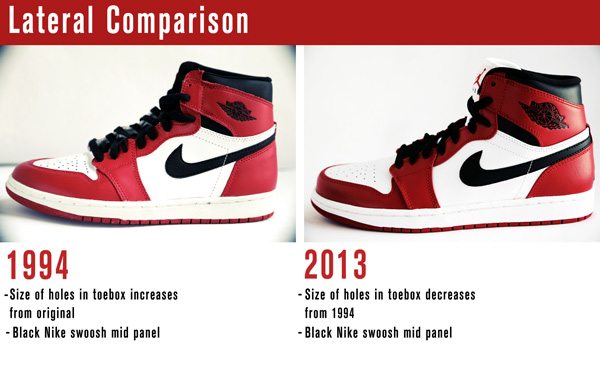 Lateral Comparison
1994
-Size of holes in toebox increases
from original
- Black Nike swoosh mid panel
2013
- Size of holes in toebox decreases
from 1994
- Black Nike swoosh mid panel